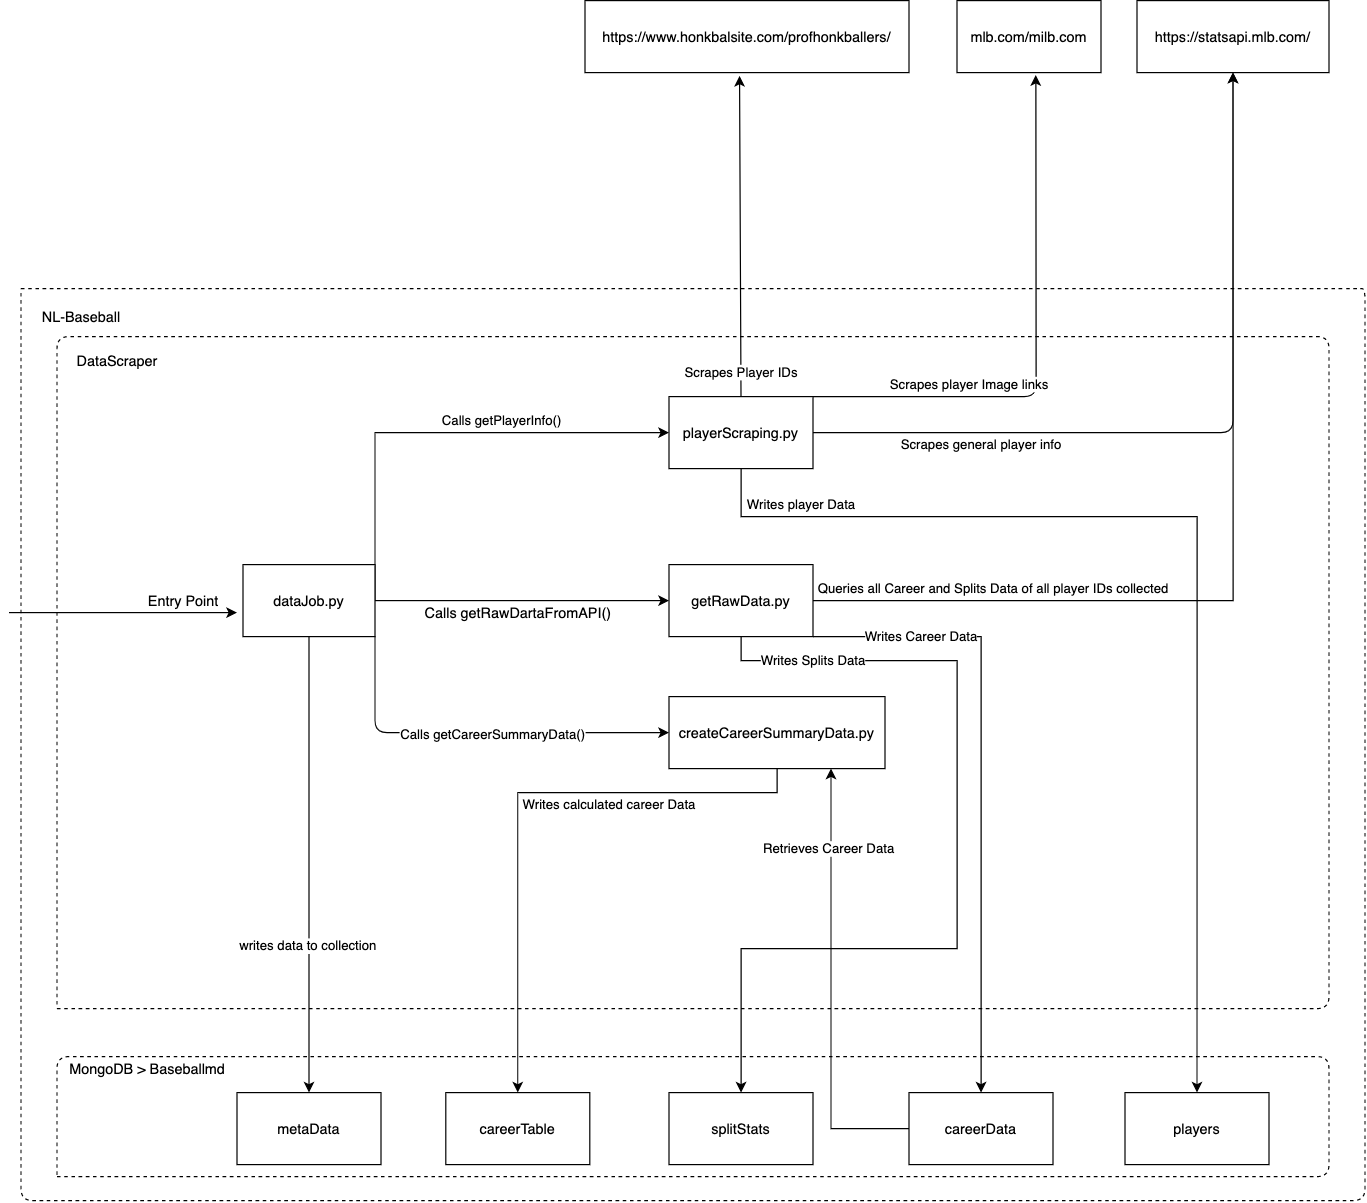 https://www.honkbalsite.com/profhonkballers/
mlb.com/milb.com
https://statsapi.mlb.com/
NL-Baseball
DataScraper
Scrapes Player IDs
Scrapes player Image links
Calls getPlayerInfo()
playerScraping.py
Scrapes general player info
Writes player Data
Entry Point
dataJob.py
Calls getRawDartaFromAPI()
getRawData.py
Queries all Career and Splits Data of all player IDs collected
Writes Career Data
Writes Splits Data
Calls getCareerSummaryData()
createCareerSummaryData.py
Writes calculated career Data
Retrieves Career Data
writes data to collection
MongoDB > Baseballmd
metaData
careerTable
splitStats
careerData
players